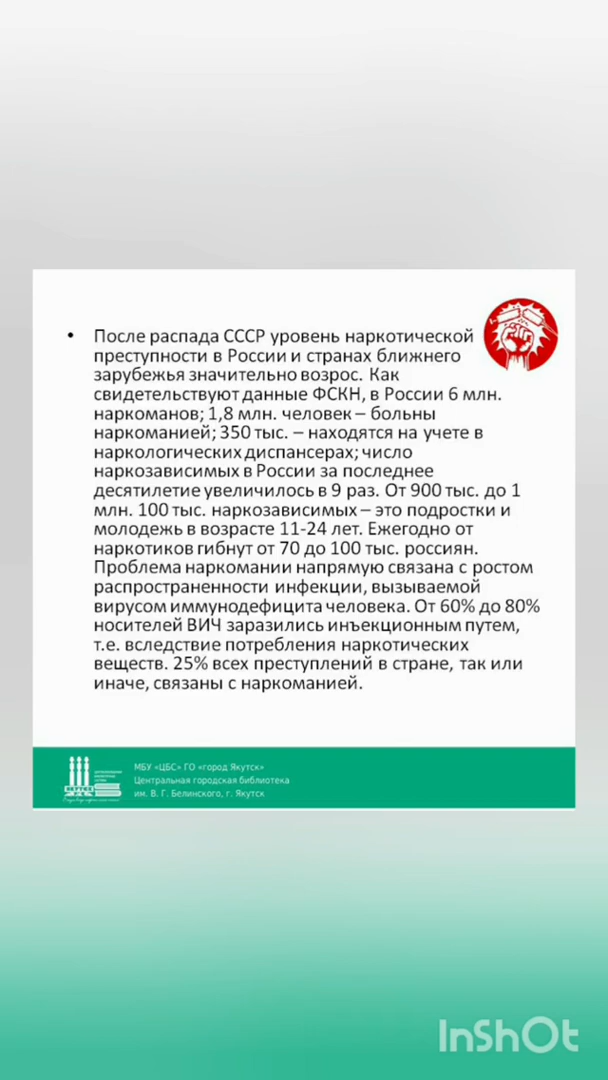 • После распада СССР уровень наркотической
преступности в России и странах ближнего
зарубежья значительно возрос. Как
свидетельствуют данные ФСКН, в России 6 млн.
наркоманов; 1,8 млн. человек – больны
наркоманией; 350 тыс. – находятся на учете в
наркологических диспансерах; число
наркозависимых в России за последнее
десятилетие увеличилось в 9 раз. От 900 тыс. до 1
млн. 100 тыс. наркозависимых – это подростки и
молодежь в возрасте 11-24 лет. Ежегодно от
наркотиков гибнут от 70 до 100 тыс. россиян.
Проблема наркомании напрямую связана с ростом
распространенности инфекции, вызываемой
вирусом иммунодефицита человека. От 60% до 80%
носителей ВИЧ заразились инъекционным путем,
т.е. вследствие потребления наркотических
веществ. 25% всех преступлений в стране, так или
иначе, связаны с наркоманией.
МБУ «ЦБС» ГО «город Якутск»
Центральная городская библиотека
им. В. Г. Белинского, г. Якутск
InShOt